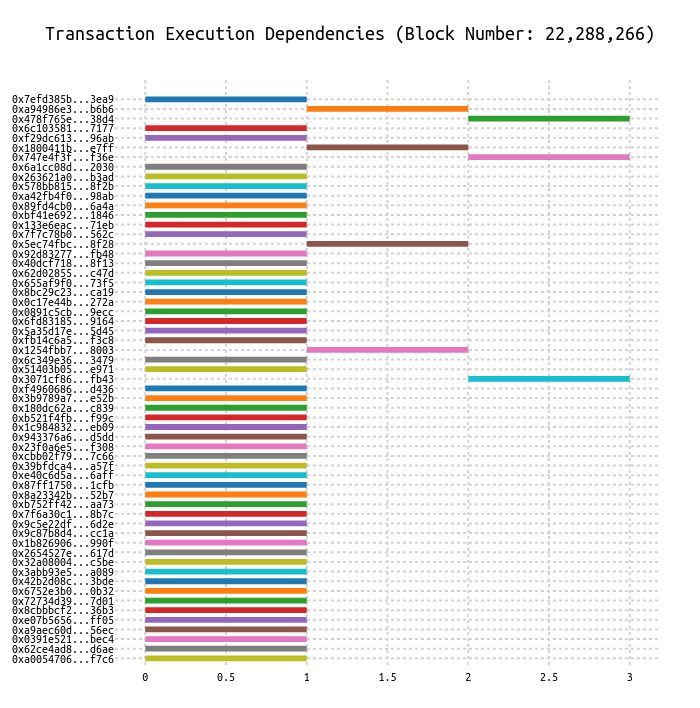 Transaction Execution Dependencies (Block Number: 22,288,266)
0x7efd385b...3ea9
0xa94986e3...b6b6
0x478f765e...38d4
0x6c103581...7177
0xf29dc613...96ab
0x1800411b...e7ff
0x747e4f3f...f36e
0x6a1cc08d...2030
0x263621a0...b3ad
0x578bb815...8f2b
0xa42fb4f0...98ab
0x89fd4cb0...6a4a
0xbf41e692...1846
0x133e6eac...71eb
0x7f7c78b0...562c
0x5ec74fbc...8f28
0x92d83277...fb48
0x40dcf718...8f13
0x62d02855...c47d
0x655af9f0...73f5
0x8bc29c23...ca19
0x0c17e44b...272a
0x0891c5cb...9ecc
0x6fd83185...9164
0x5a35d17e...5d45
0xfb14c6a5...f3c8
0x1254fbb7...8003
0x6c349e36...3479
0x51403b05...e971
0x3071cf86...fb43
0xf4960686...d436
0x3b9789a7...e52b
0x180dc62a...c839
0xb521f4fb...f99c
0x1c984832...eb09
0x943376a6...d5dd
0x23f0a6e5...f308
0xcbb02f79...7c66
0x39bfdca4...a57f
0xe40c6d5a...6aff
0x87ff1750...1cfb
0x8a23342b...52b7
0xb752ff42...aa73
0x7f6a30c1...8b7c
0x9c5e22df...6d2e
0x9c87b8d4...cc1a
0x1b826906...990f
0x2654527e...617d
0x32a08004...c5be
0x3abb93e5...a089
0x42b2d08c...3bde
0x6752e3b0...0b32
0x72734d39...7d01
0x8cbbbcf2...36b3
0xe07b5656...ff05
0xa9aec60d...56ec
0x0391e521...bec4
0x62ce4ad8...d6ae
0xa0054706...f7c6
0 0.5 1 1.5 2 2.5 3